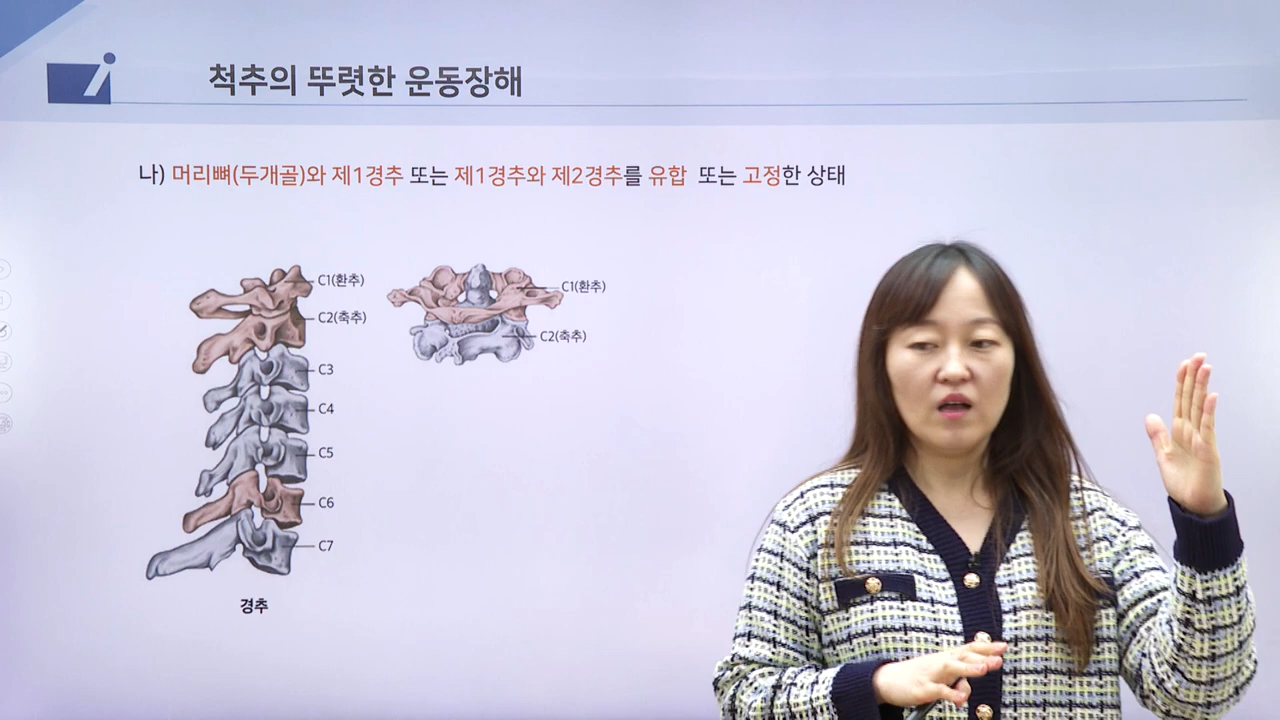 척추의 뚜렷한 운동장해
나) 머리뼈(두개골)와 제1경추 또는 제1경추와 제2경추를 유합 또는 고정한 상태
C1(환추)
C2(축추)
C3
C4
C5
C6
C7
경추
C1(환추)
C2(축추)